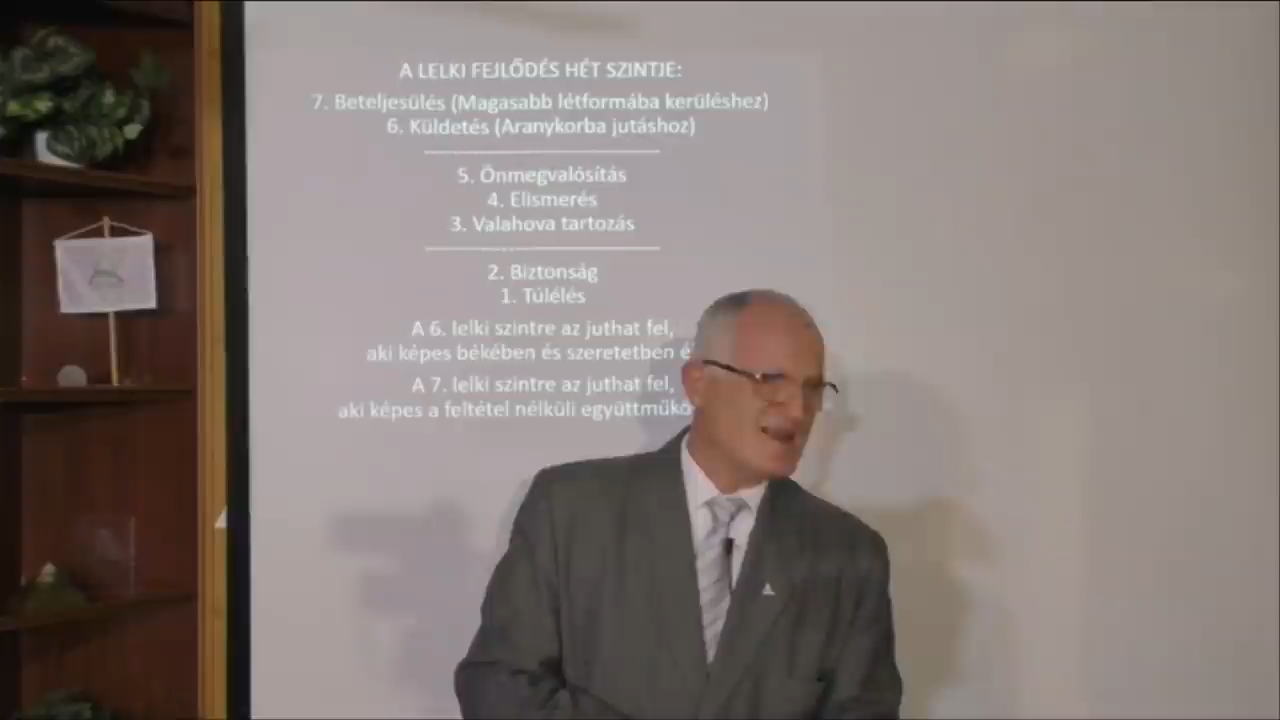 A LELKI FEJLŐDÉS HÉT SZINTJE:
7. Beteljesülés (Magasabb létformába kerüléshez)
6. Küldetés (Aranykorba jutáshoz)
5. Önmegvalósítás
4. Elismerés
3. Valahova tartozás
2. Biztonság
1. Túlélés
A 6. lelki szintre az juthat fel,
aki képes békében és szeretetben
A 7. lelki szintre az juthat fel,
aki képes a feltétel nélküli